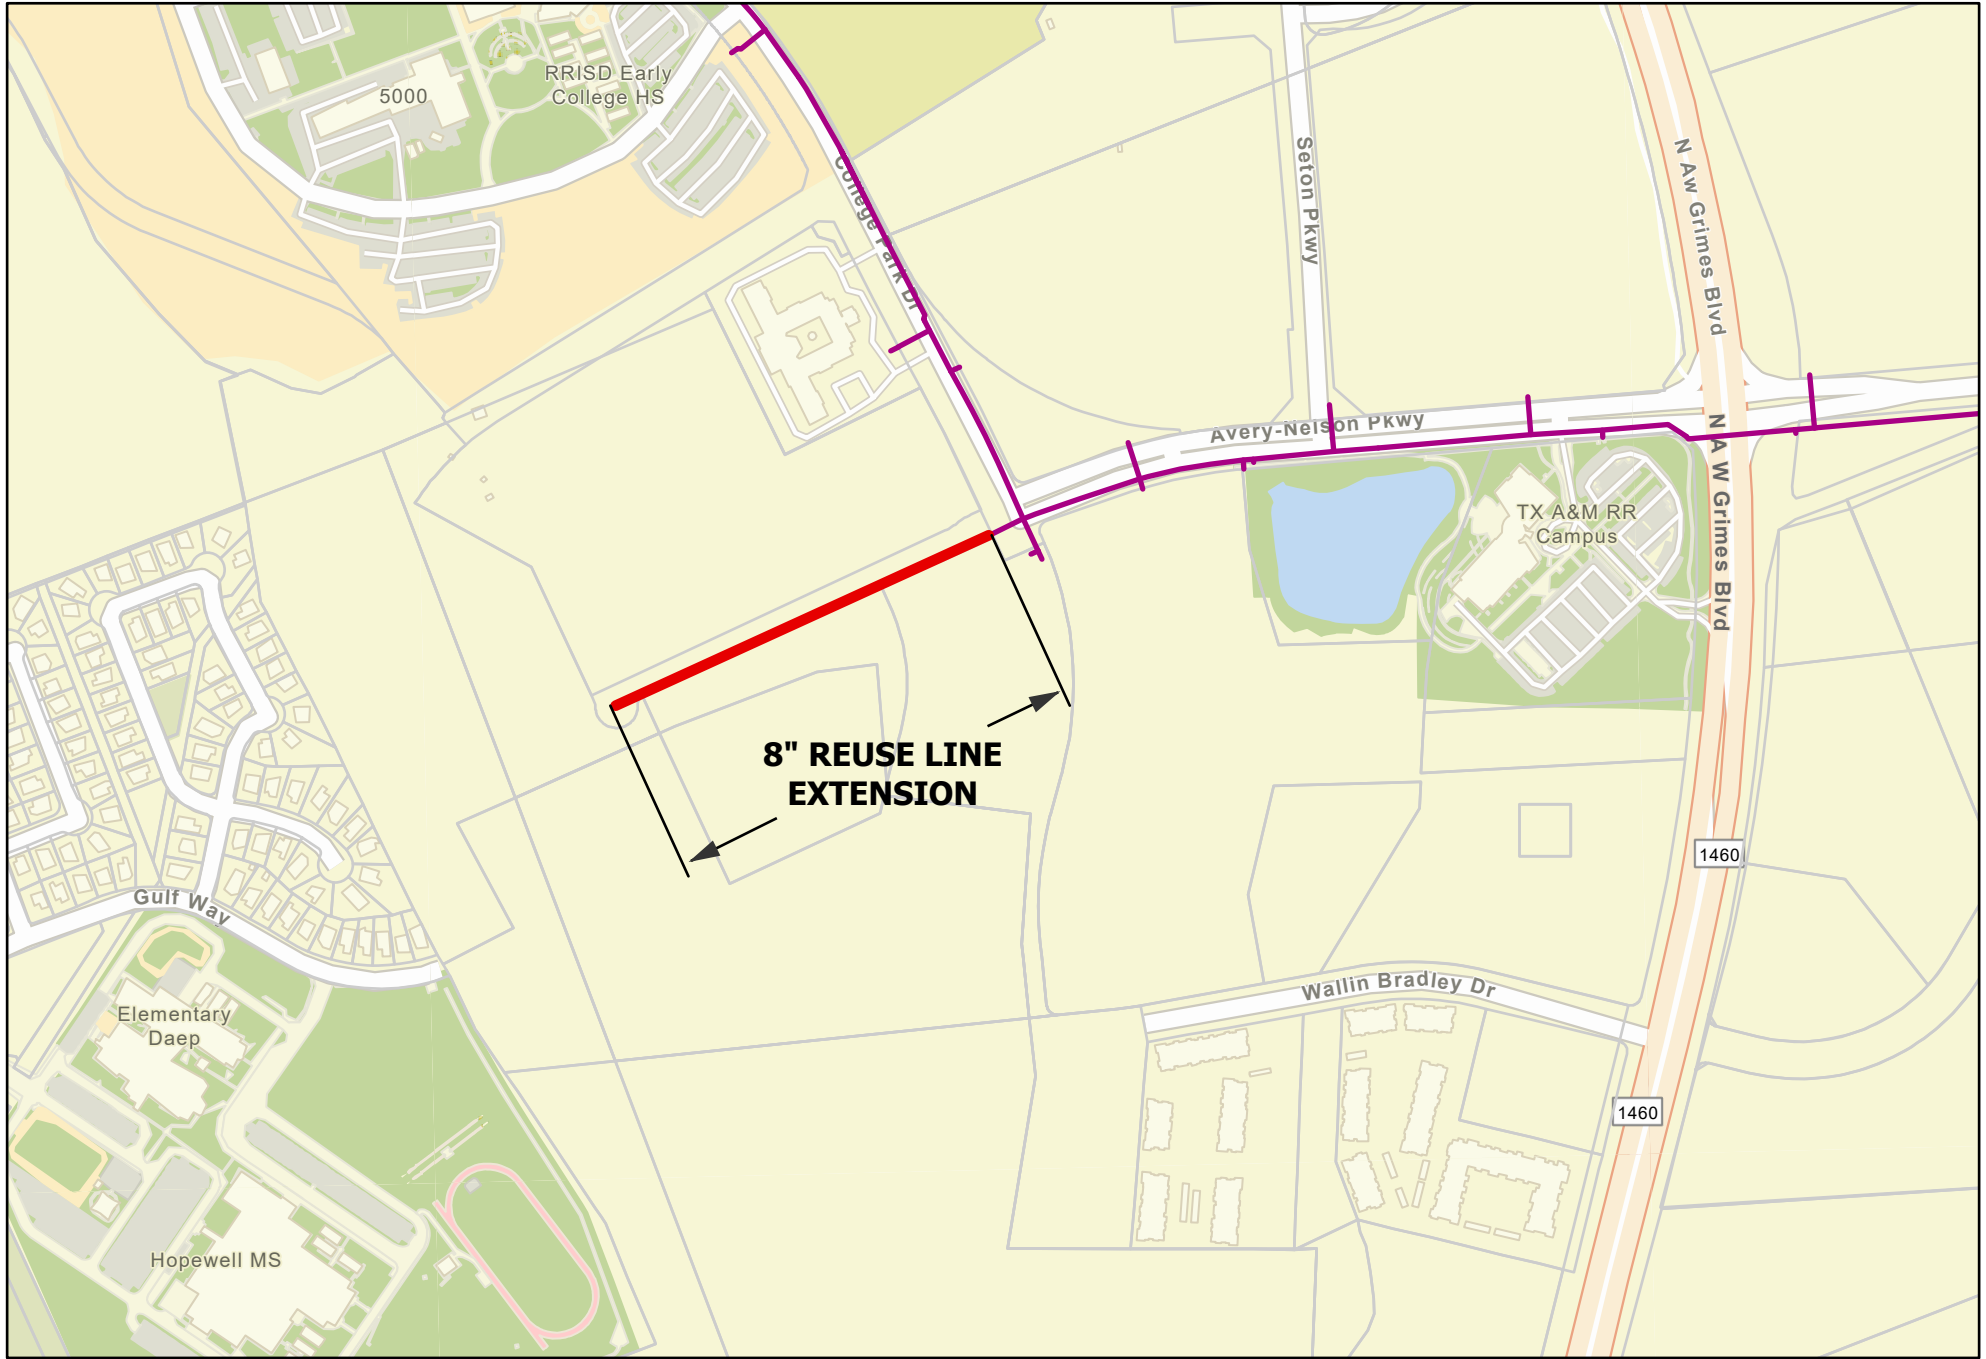 RRISD Early
College HS
5000
College Park Dr
Seton Pkwy
N Aw Grimes Blvd
Avery-Nelson Pkwy
N A W Grimes Blvd
TX A&M RR
Campus
8" REUSE LINE
EXTENSION
1460
Gulf Way
Wallin Bradley Dr
Elementary
Daep
1460
Hopewell MS